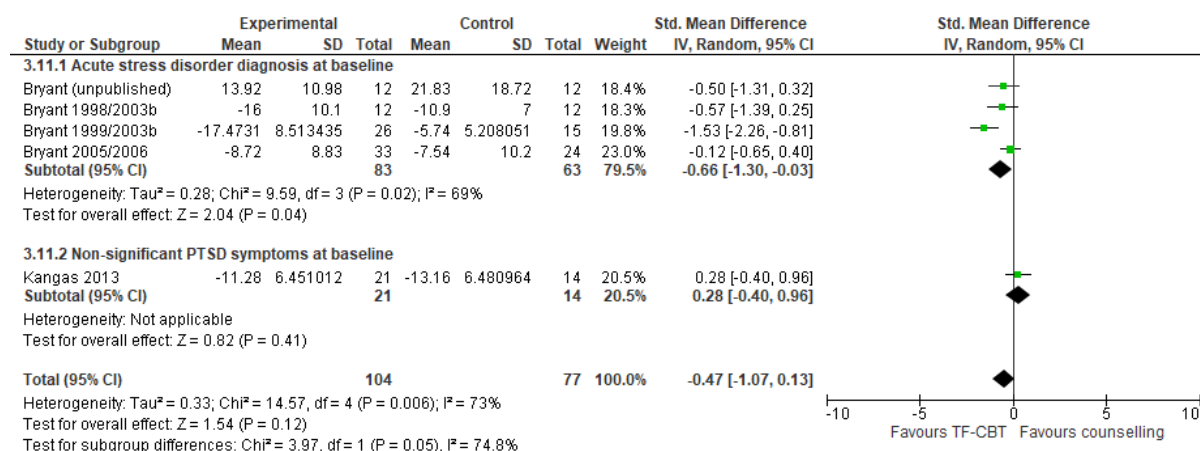 Experimental Control Std. Mean Difference Std. Mean Difference
Study or Subgroup Mean SD Total Mean SD Total Weight IV, Random, 95% CI IV, Random, 95% CI
3.11.1 Acute stress disorder diagnosis at baseline
Bryant (unpublished) 13.92 10.98 12 21.83 18.72 12 18.4% -0.50 [-1.31, 0.32]
Bryant 1998/2003b -16 10.1 12 -10.9 7 12 18.3% -0.57 [-1.39, 0.25]
Bryant 1999/2003b -17.4731 8.513435 26 -5.74 5.208051 15 19.8% -1.53 [-2.26, -0.81]
Bryant 2005/2006 -8.72 8.83 33 -7.54 10.2 24 23.0% -0.12 [-0.65, 0.40]
Subtotal (95% CI) 83 63 79.5% -0.66 [-1.30, -0.03]
Heterogeneity: Tau² = 0.28; Chi² = 9.59, df = 3 (P = 0.02); I² = 69%
Test for overall effect: Z = 2.04 (P = 0.04)
3.11.2 Non-significant PTSD symptoms at baseline
Kangas 2013 -11.28 6.451012 21 -13.16 6.480964 14 20.5% 0.28 [-0.40, 0.96]
Subtotal (95% CI) 21 14 20.5% 0.28 [-0.40, 0.96]
Heterogeneity: Not applicable
Test for overall effect: Z = 0.82 (P = 0.41)
Total (95% CI) 104 77 100.0% -0.47 [-1.07, 0.13]
Heterogeneity: Tau² = 0.33; Chi² = 14.57, df = 4 (P = 0.006); I² = 73%
Test for overall effect: Z = 1.54 (P = 0.12)
Test for subgroup differences: Chi² = 3.97, df = 1 (P = 0.05), I² = 74.8%
-10 -5 0 5 10
Favours TF-CBT Favours counselling